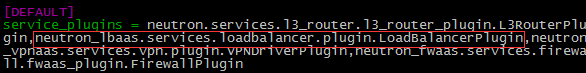 [DEFAULT]
service_plugins = neutron.services.l3_router.l3_router_plugin.L3RouterPlu
gin,neutron_lbaas.services.loadbalancer.plugin.LoadBalancerPlugin,neutron
_vpnaas.services.vpn.plugin.VPNDriverPlugin,neutron_fwaas.services.firewa
ll.fwaas_plugin.FirewallPlugin